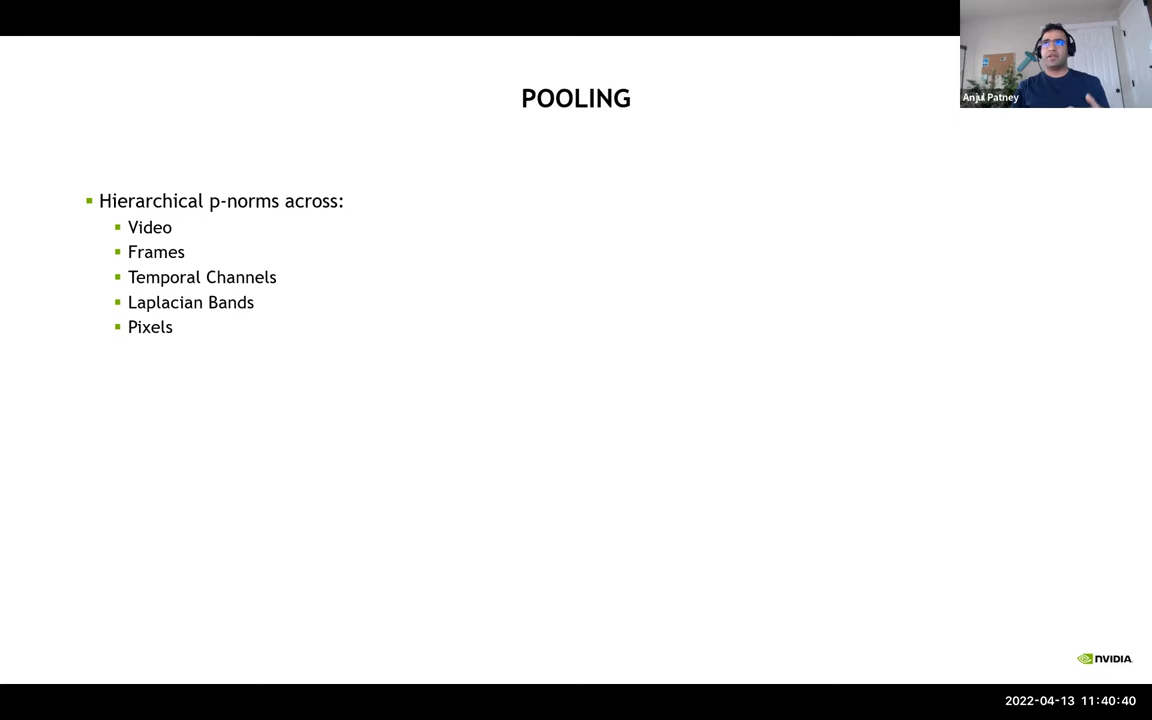 Anjul Patney
POOLING
Hierarchical p-norms across:
Video
Frames
Temporal Channels
Laplacian Bands
Pixels
NVIDIA
2022-04-13 11:40:40